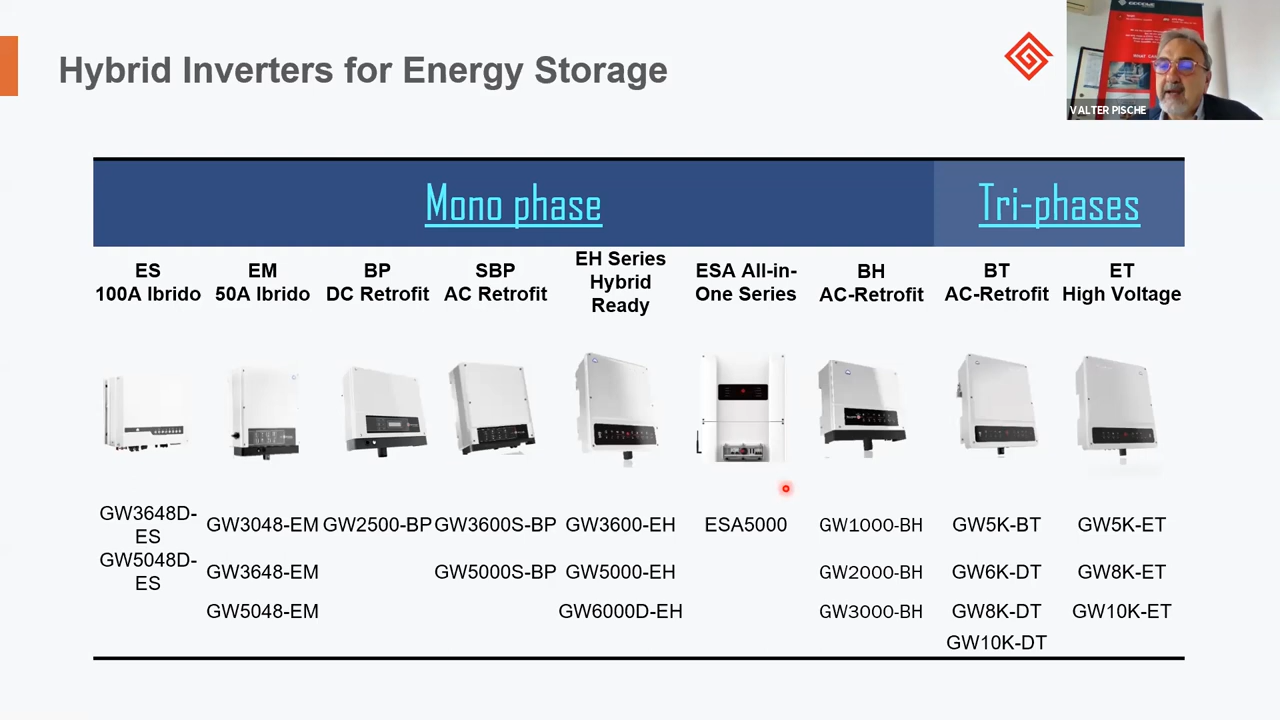 Hybrid Inverters for Energy Storage
VALTER PISCHE
Mono phase
Tri-phases
ES
100A Ibrido
EM
50A Ibrido
BP
DC Retrofit
SBP
AC Retrofit
EH Series
Hybrid
Ready
ESA All-in-
One Series
BH
AC-Retrofit
BT
AC-Retrofit
ET
High Voltage
GW3648D-
ES
GW3048-EM
GW2500-BP
GW3600S-BP
GW3600-EH
ESA5000
GW1000-BH
GW5K-BT
GW5K-ET
GW5048D-
ES
GW3648-EM
GW5000S-BP
GW5000-EH
GW2000-BH
GW6K-DT
GW8K-ET
GW5048-EM
GW6000D-EH
GW3000-BH
GW8K-DT
GW10K-ET
GW10K-DT